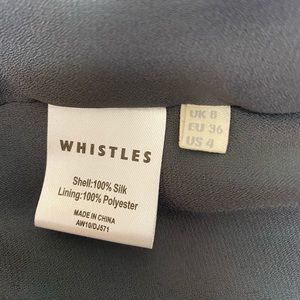 WHISTLES
Shell:100% Silk
Lining:100% Polyester
MADE IN CHINA
AW10/DJ571
UK 8
EU 36
US 4